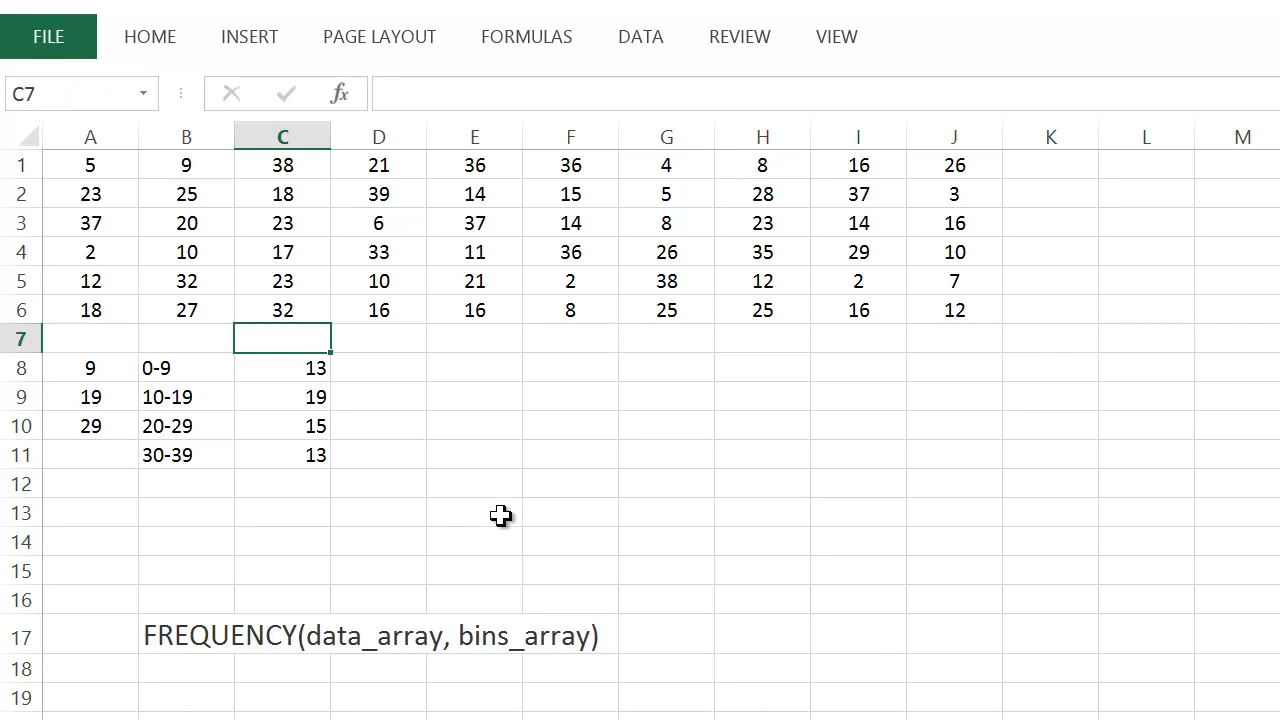 FILE HOME INSERT PAGE LAYOUT FORMULAS DATA REVIEW VIEW
C7 fx
A B C D E F G H I J K L M
1 5 9 38 21 36 36 4 8 16 26
2 23 25 18 39 14 15 5 28 37 3
3 37 20 23 6 37 14 8 23 14 16
4 2 10 17 33 11 36 26 35 29 10
5 12 32 23 10 21 2 38 12 2 7
6 18 27 32 16 16 8 25 25 16 12
7
8 9 0-9 13
9 19 10-19 19
10 29 20-29 15
11 30-39 13
12
13
14
15
16
17 FREQUENCY(data_array, bins_array)
18
19